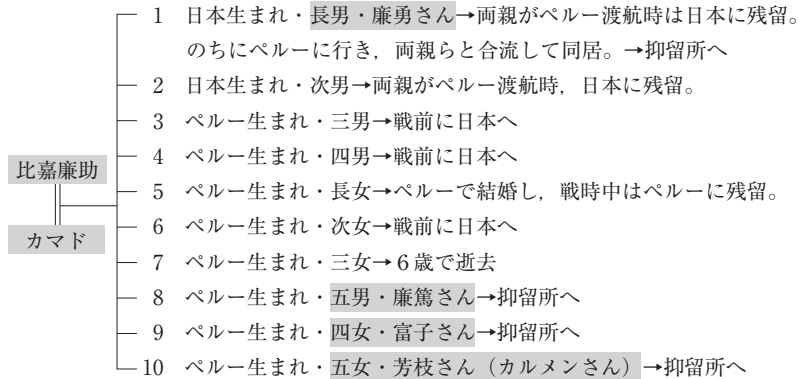 1 日本生まれ・長男・廉勇さん→両親がペルー渡航時は日本に残留。
のちにペルーに行き，両親らと合流して同居。→抑留所へ
2 日本生まれ・次男→両親がペルー渡航時，日本に残留。
3 ペルー生まれ・三男→戦前に日本へ
4 ペルー生まれ・四男→戦前に日本へ
比嘉廉助
5 ペルー生まれ・長女→ペルーで結婚し，戦時中はペルーに残留。
カマド
6 ペルー生まれ・次女→戦前に日本へ
7 ペルー生まれ・三女→6歳で逝去
8 ペルー生まれ・五男・廉篤さん→抑留所へ
9 ペルー生まれ・四女・富子さん→抑留所へ
10 ペルー生まれ・五女・芳枝さん（カルメンさん）→抑留所へ